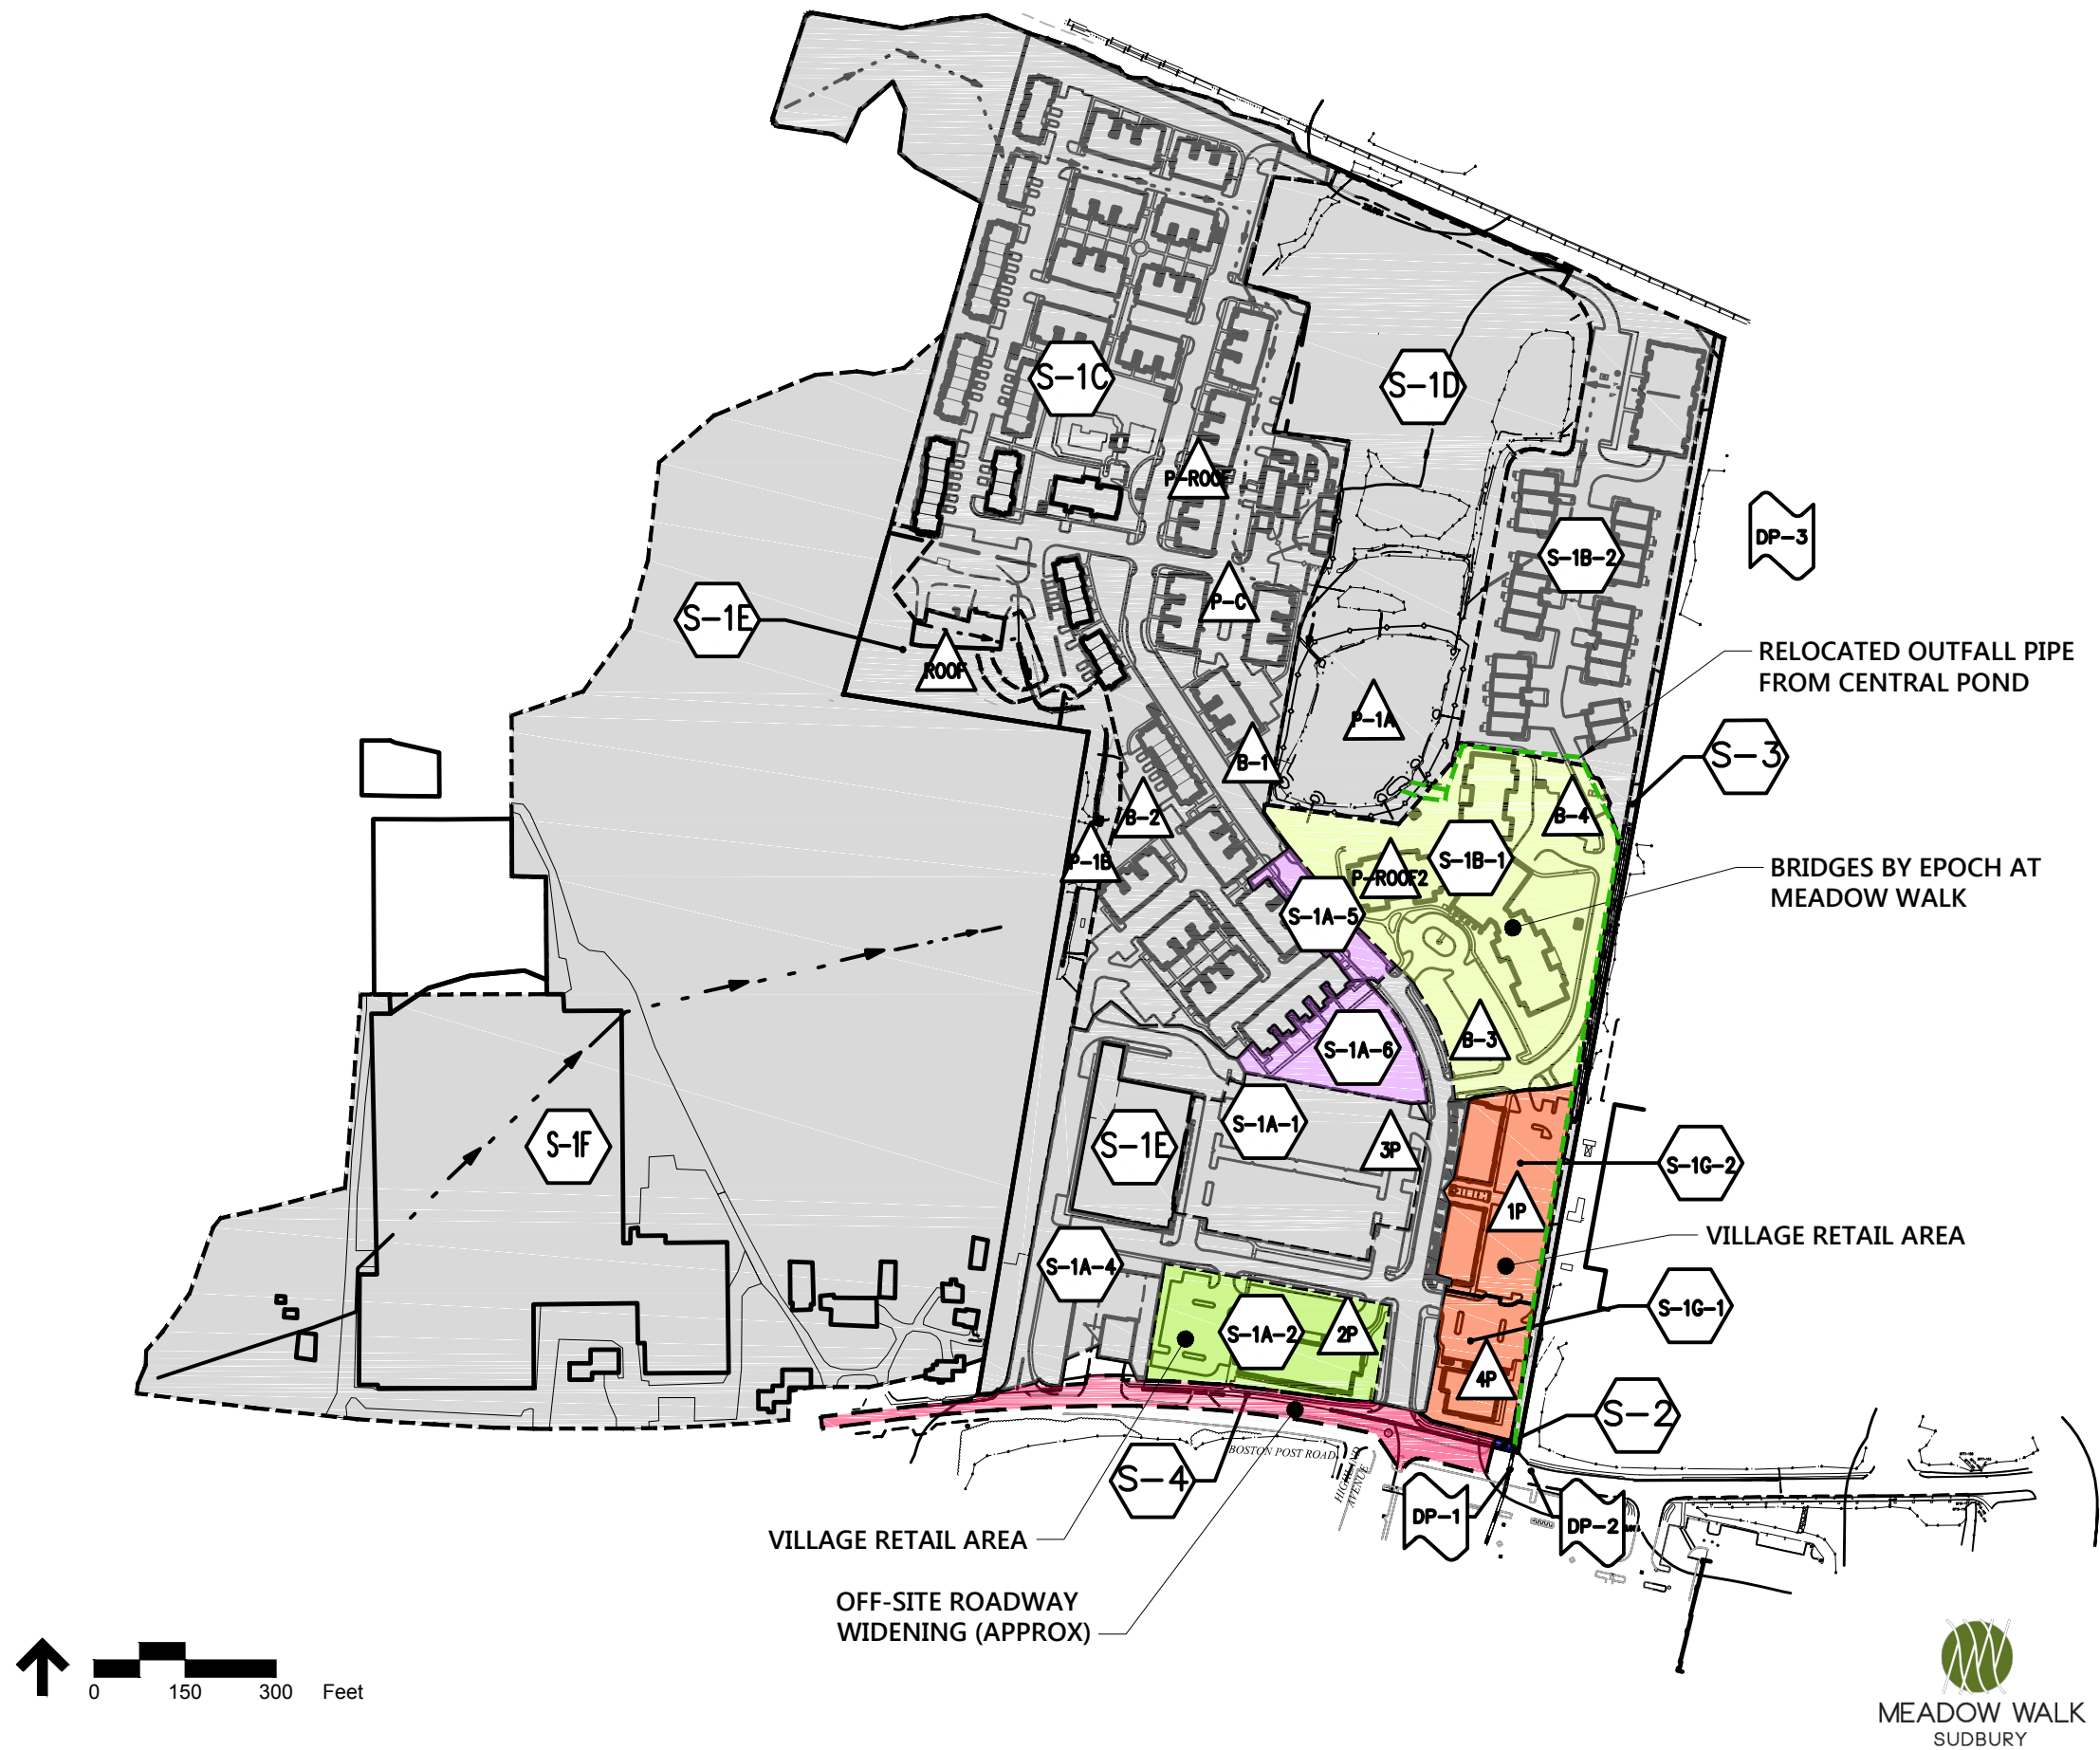 S-1C
S-1D
P-ROOF
S-1B-2
DP-3
P-C
S-1E
ROOF
RELOCATED OUTFALL PIPE
FROM CENTRAL POND
P-1A
B-1
S-3
B-2
B-4
P-1B
S-1B-1
P-ROOF2
BRIDGES BY EPOCH AT
MEADOW WALK
S-1A-5
B-3
S-1A-6
S-1A-1
S-1F
S-1E
3P
S-1G-2
1P
VILLAGE RETAIL AREA
S-1A-4
S-1G-1
S-1A-2
2P
4P
S-2
BOSTON POST ROAD
HIGHLAND
AVENUE
S-4
DP-1
DP-2
VILLAGE RETAIL AREA
OFF-SITE ROADWAY
WIDENING (APPROX)
0 150 300 Feet
MEADOW WALK
SUDBURY